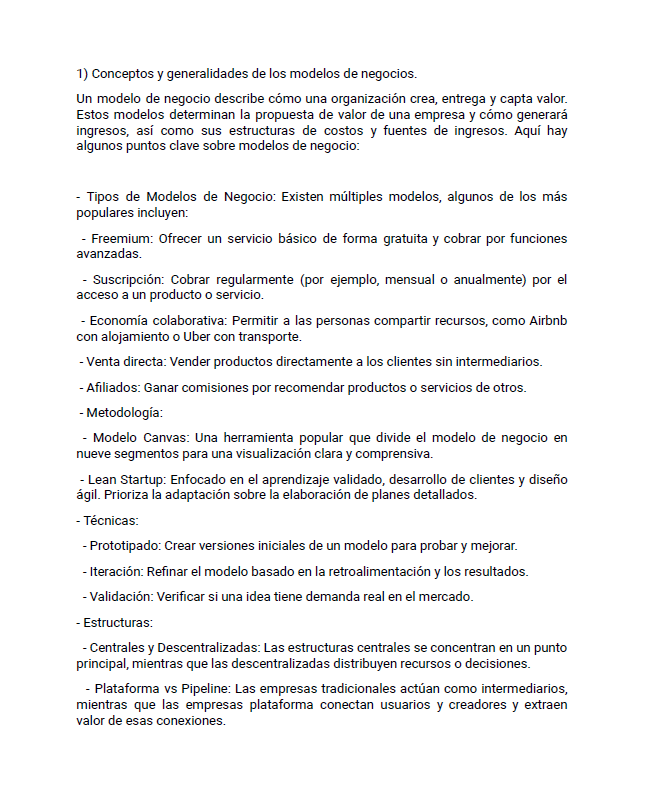 1) Conceptos y generalidades de los modelos de negocios.
Un modelo de negocio describe cómo una organización crea, entrega y capta valor.
Estos modelos determinan la propuesta de valor de una empresa y cómo generará
ingresos, así como sus estructuras de costos y fuentes de ingresos. Aquí hay
algunos puntos clave sobre modelos de negocio:
- Tipos de Modelos de Negocio: Existen múltiples modelos, algunos de los más
populares incluyen:
- Freemium: Ofrecer un servicio básico de forma gratuita y cobrar por funciones
avanzadas.
- Suscripción: Cobrar regularmente (por ejemplo, mensual o anualmente) por el
acceso a un producto o servicio.
- Economía colaborativa: Permitir a las personas compartir recursos, como Airbnb
con alojamiento o Uber con transporte.
- Venta directa: Vender productos directamente a los clientes sin intermediarios.
- Afiliados: Ganar comisiones por recomendar productos o servicios de otros.
- Metodología:
- Modelo Canvas: Una herramienta popular que divide el modelo de negocio en
nueve segmentos para una visualización clara y comprensiva.
- Lean Startup: Enfocado en el aprendizaje validado, desarrollo de clientes y diseño
ágil. Prioriza la adaptación sobre la elaboración de planes detallados.
- Técnicas:
- Prototipado: Crear versiones iniciales de un modelo para probar y mejorar.
- Iteración: Refinar el modelo basado en la retroalimentación y los resultados.
- Validación: Verificar si una idea tiene demanda real en el mercado.
- Estructuras:
- Centrales y Descentralizadas: Las estructuras centrales se concentran en un punto
principal, mientras que las descentralizadas distribuyen recursos o decisiones.
- Plataforma vs Pipeline: Las empresas tradicionales actúan como intermediarios,
mientras que las empresas plataforma conectan usuarios y creadores y extraen
valor de esas conexiones.